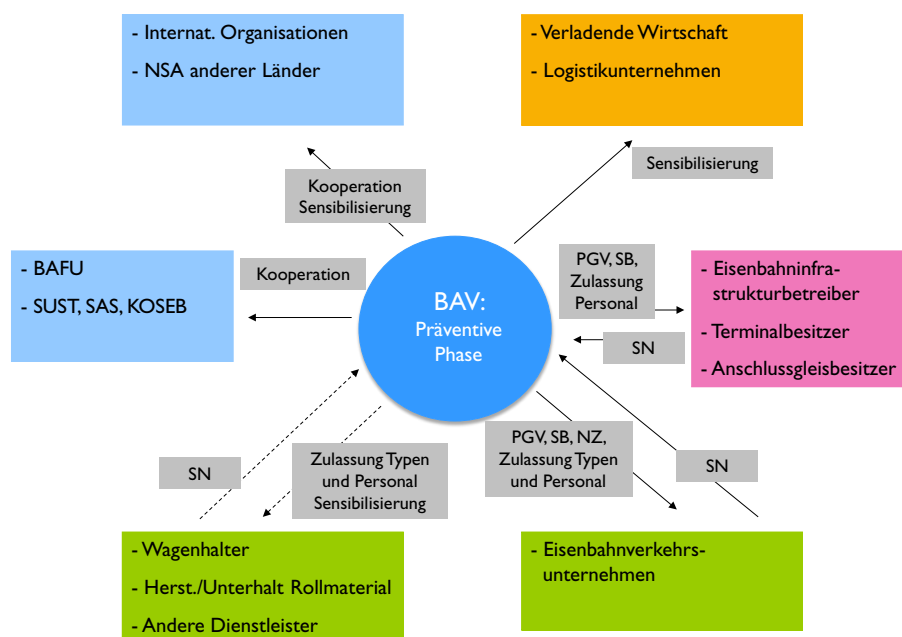 - Internat. Organisationen
- NSA anderer Länder
- Verladende Wirtschaft
- Logistikunternehmen
Sensibilisierung
Kooperation
Sensibilisierung
- BAFU
- SUST, SAS, KOSEB
Kooperation
BAV:
Präventive
Phase
PGV, SB,
Zulassung
Personal
SN
- Eisenbahninfra-
strukturbetreiber
- Terminalbesitzer
- Anschlussgleisbesitzer
SN
Zulassung Typen
und Personal
Sensibilisierung
PGV, SB, NZ,
Zulassung Typen
und Personal
SN
- Wagenhalter
- Herst./Unterhalt Rollmaterial
- Andere Dienstleister
- Eisenbahnverkehrs-
unternehmen